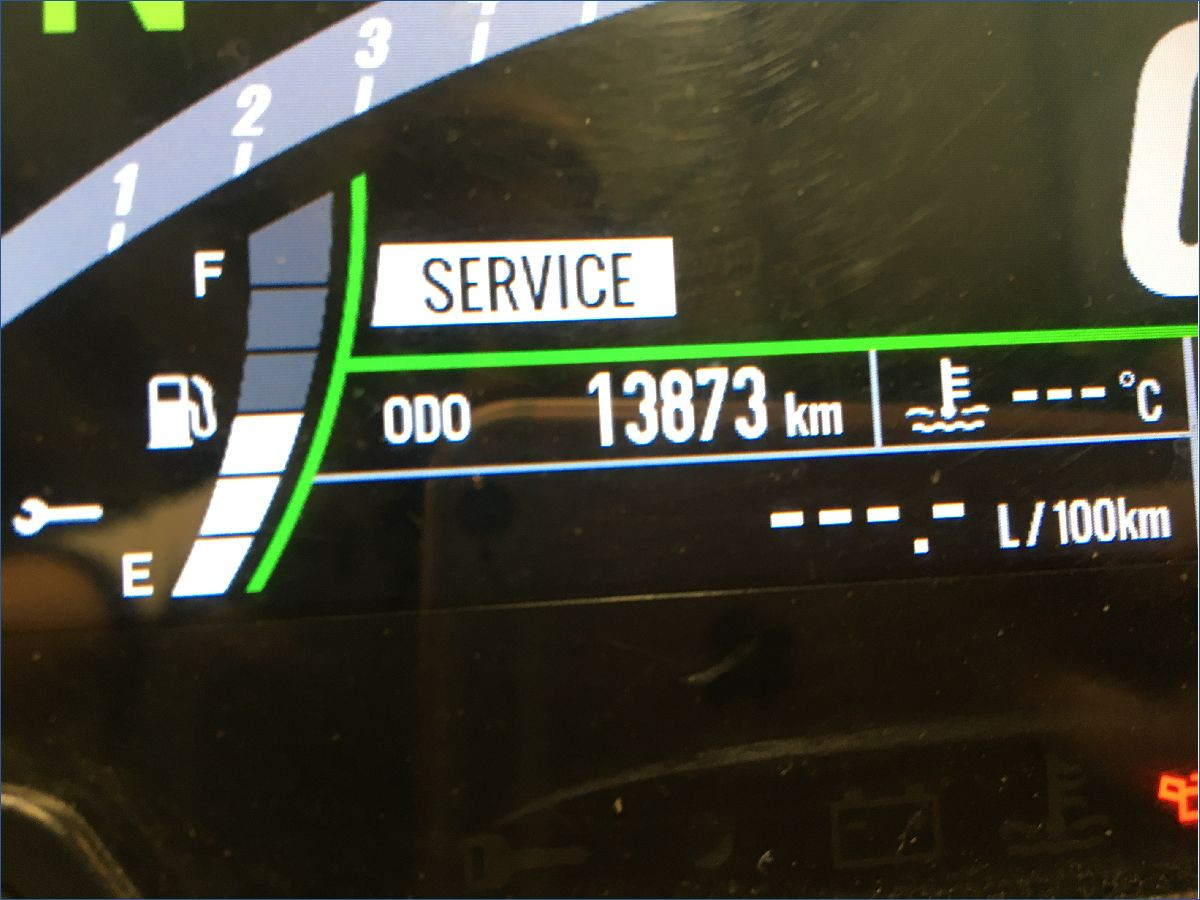 N
1 2 3
F
SERVICE
ODO 13873 km ---°C
E
---.- L/100km